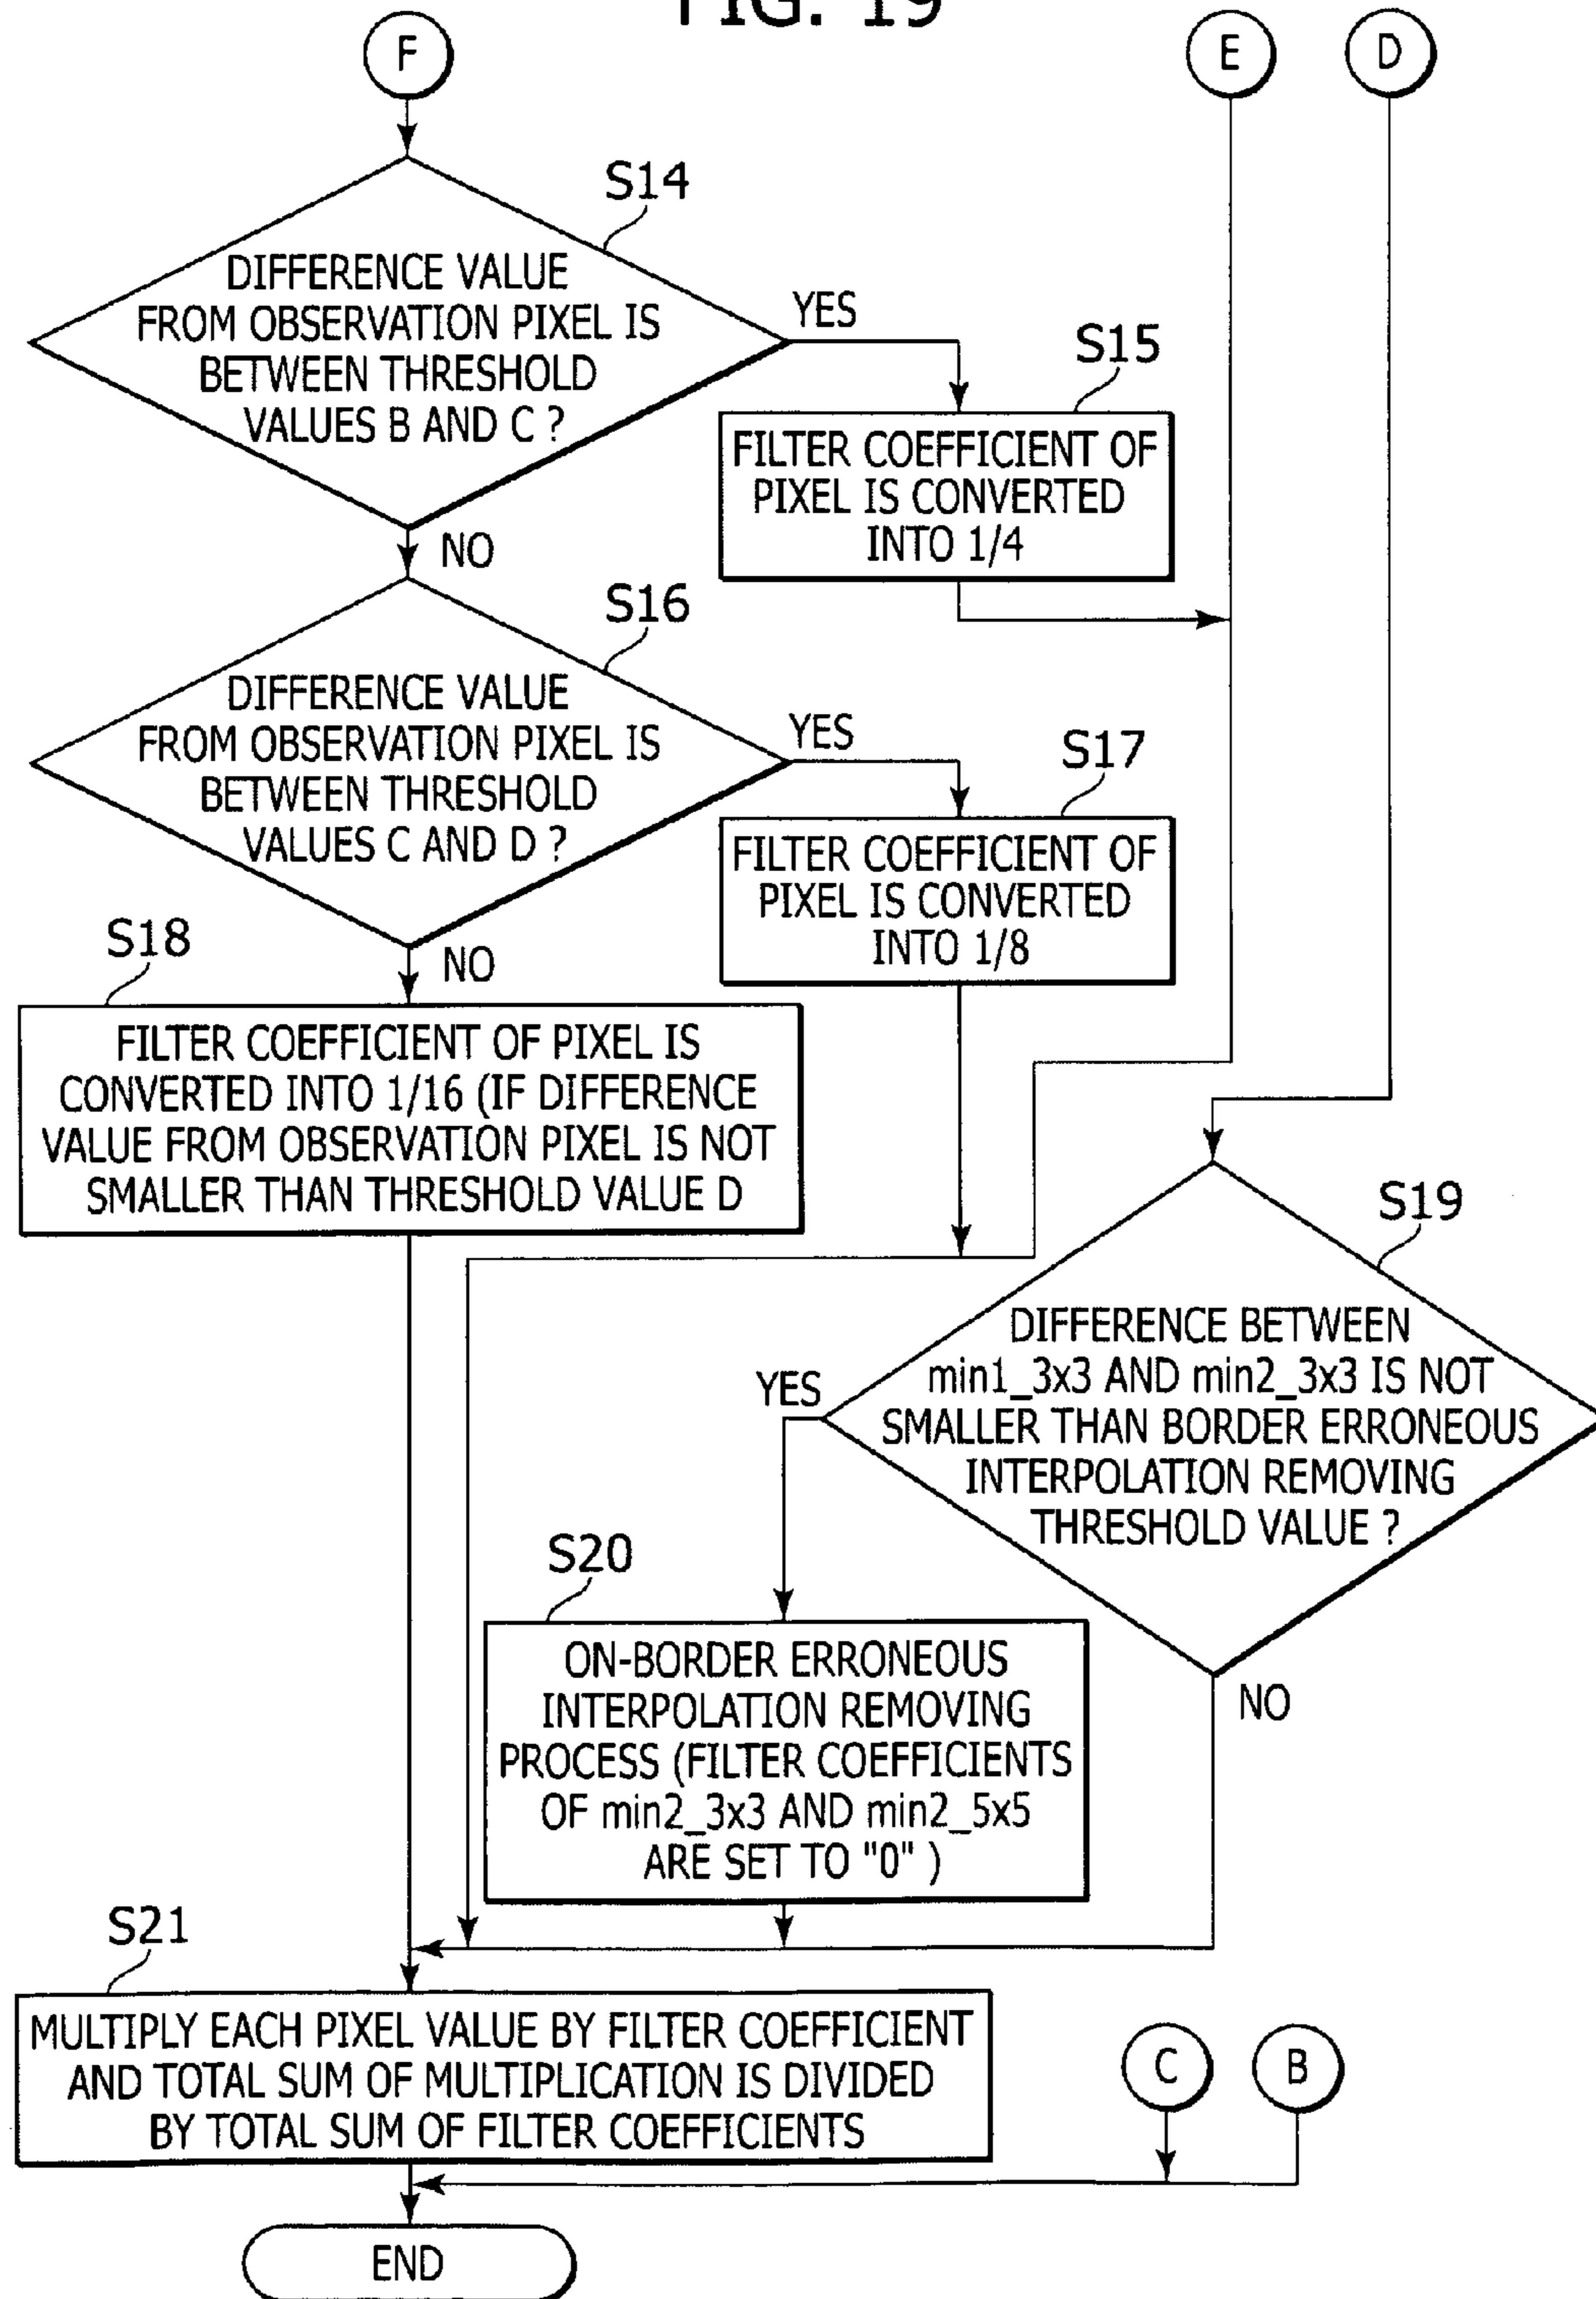 FIG. 19
F
E
D
S14
DIFFERENCE VALUE
FROM OBSERVATION PIXEL IS
BETWEEN THRESHOLD
VALUES B AND C ?
YES
S15
FILTER COEFFICIENT OF
PIXEL IS CONVERTED
INTO 1/4
NO
S16
DIFFERENCE VALUE
FROM OBSERVATION PIXEL IS
BETWEEN THRESHOLD
VALUES C AND D ?
YES
S17
FILTER COEFFICIENT OF
PIXEL IS CONVERTED
INTO 1/8
NO
S18
FILTER COEFFICIENT OF PIXEL IS
CONVERTED INTO 1/16 (IF DIFFERENCE
VALUE FROM OBSERVATION PIXEL IS NOT
SMALLER THAN THRESHOLD VALUE D
S19
DIFFERENCE BETWEEN
min1_3x3 AND min2_3x3 IS NOT
SMALLER THAN BORDER ERRONEOUS
INTERPOLATION REMOVING
THRESHOLD VALUE ?
YES
NO
S20
ON-BORDER ERRONEOUS
INTERPOLATION REMOVING
PROCESS (FILTER COEFFICIENTS
OF min2_3x3 AND min2_5x5
ARE SET TO "0" )
S21
MULTIPLY EACH PIXEL VALUE BY FILTER COEFFICIENT
AND TOTAL SUM OF MULTIPLICATION IS DIVIDED
BY TOTAL SUM OF FILTER COEFFICIENTS
C
B
END